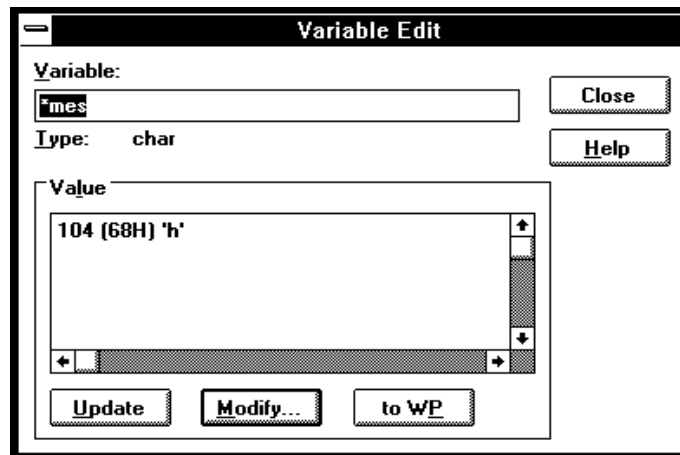 Variable Edit
Variable:
*mes
Close
Type: char
Help
Value
104 (68H) 'h'
Update Modify... to WP